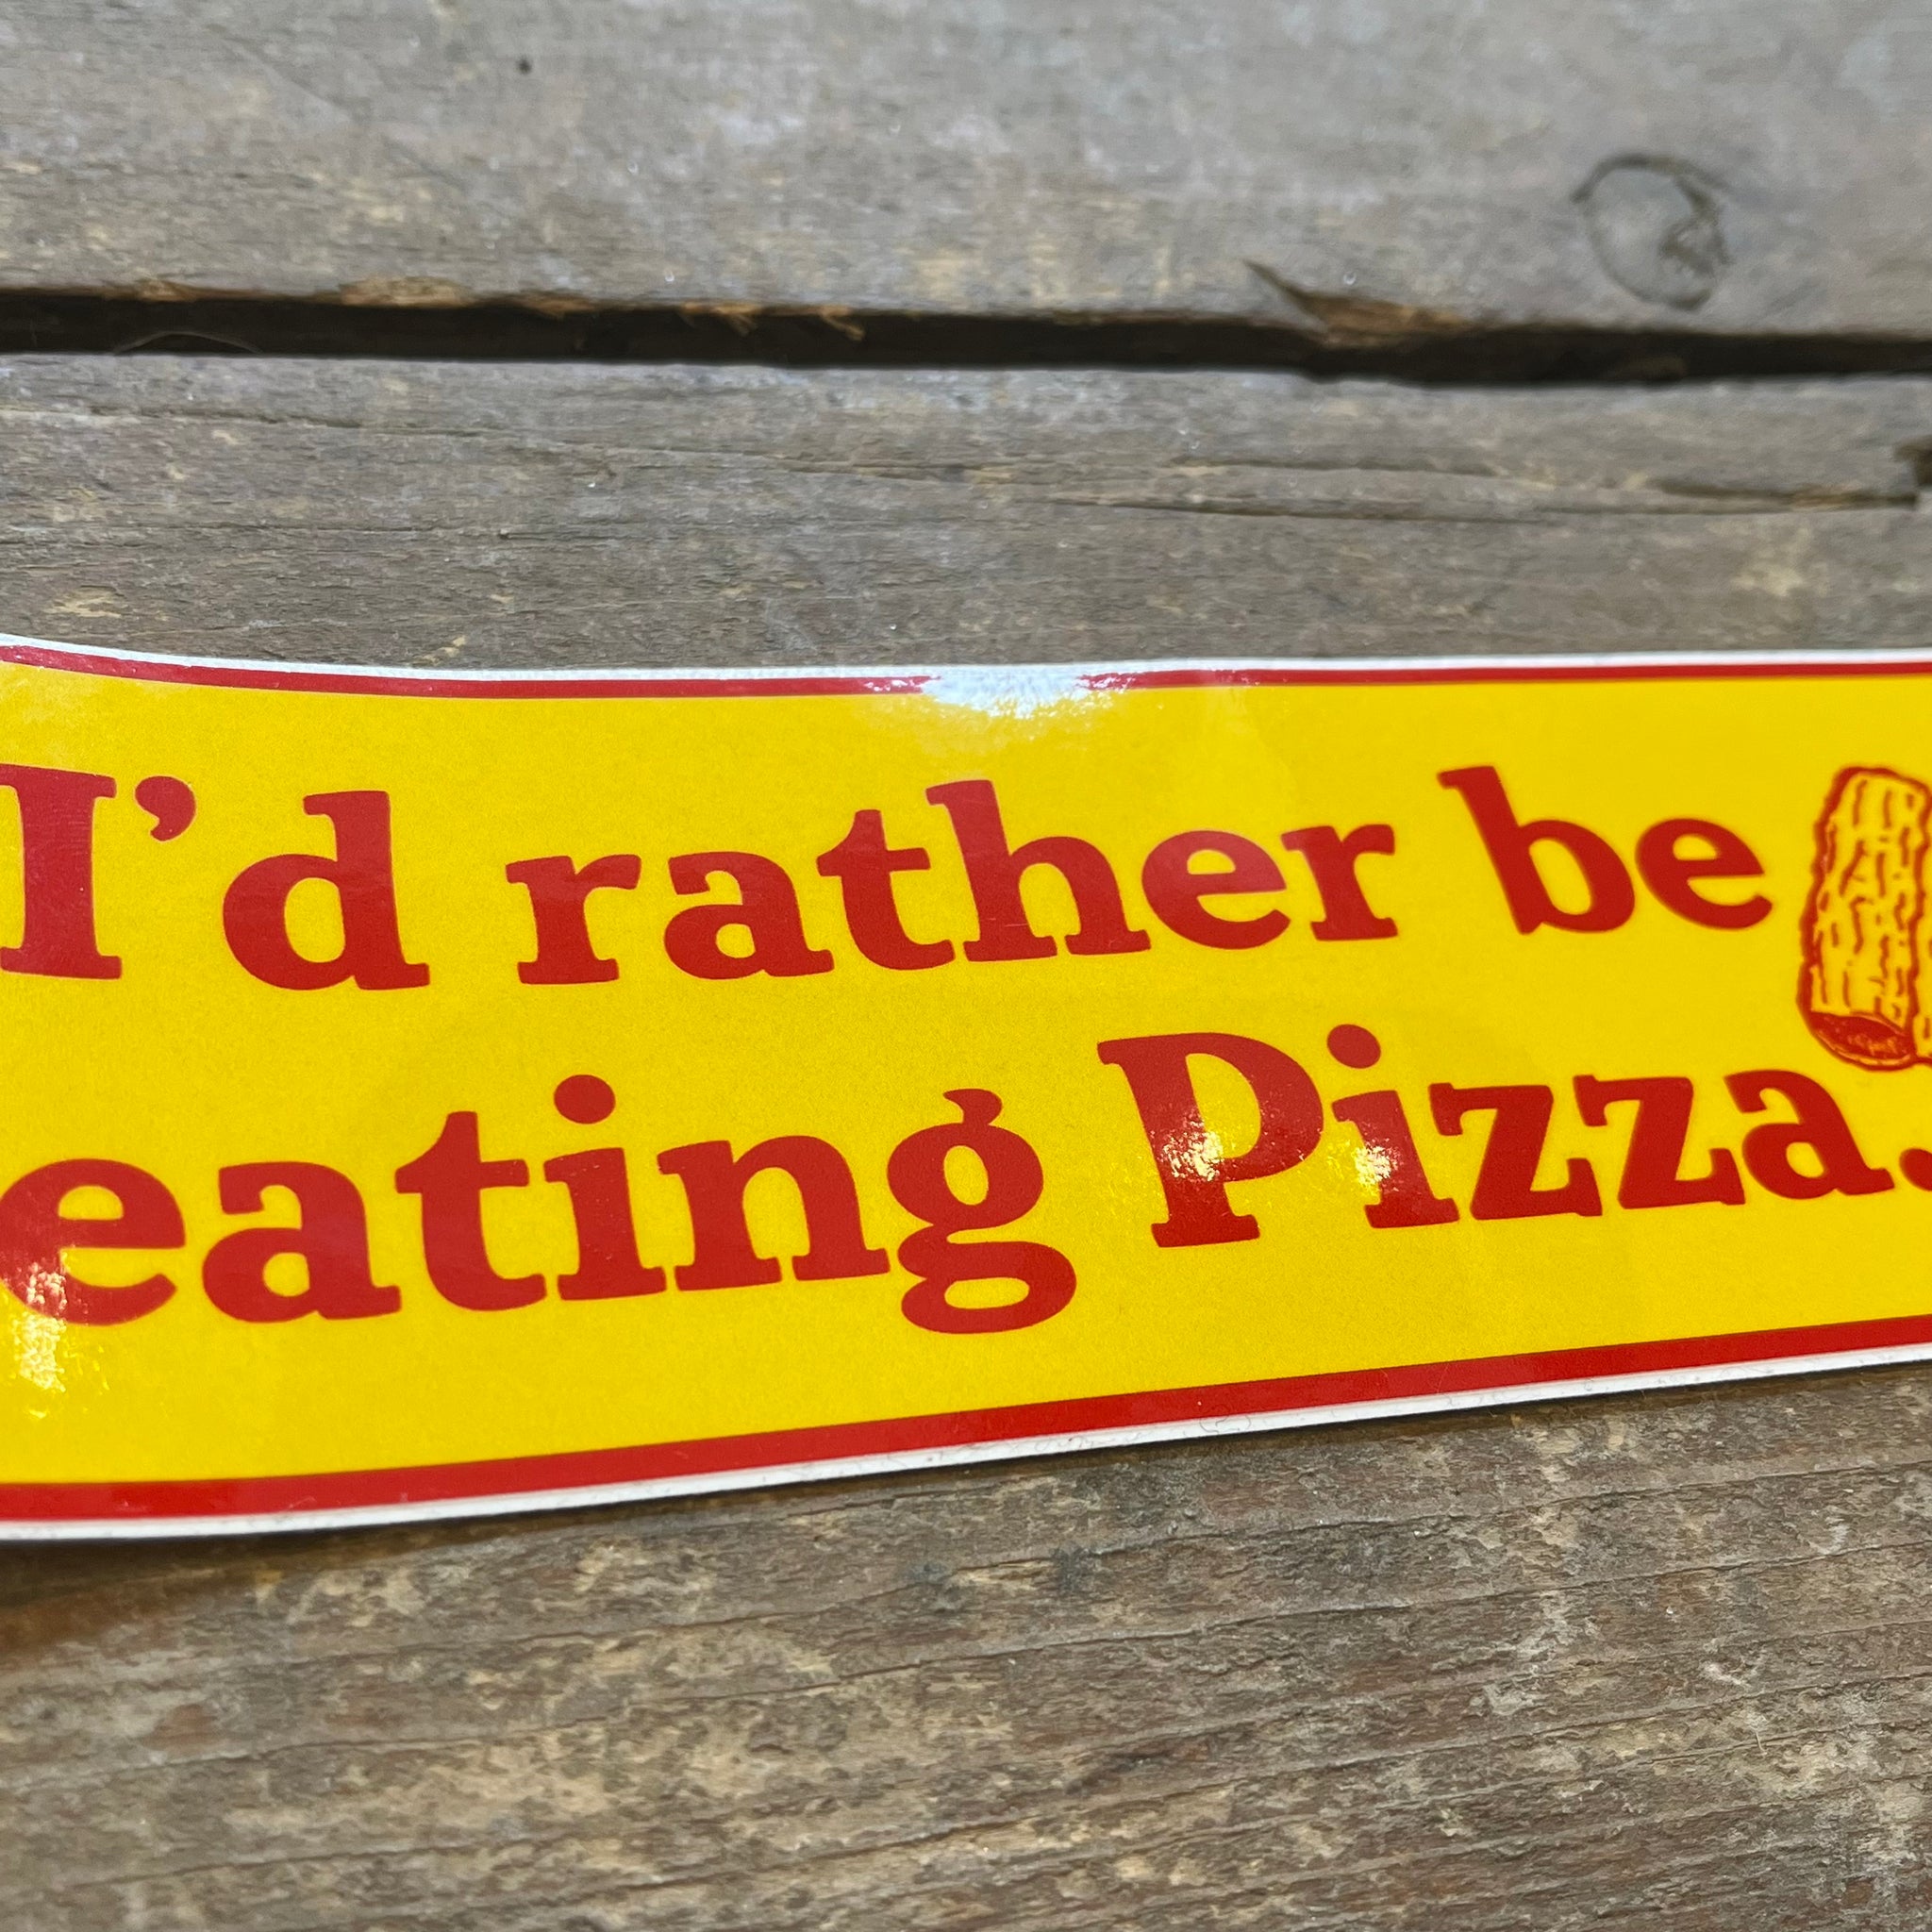 I’d rather be
eating Pizza.